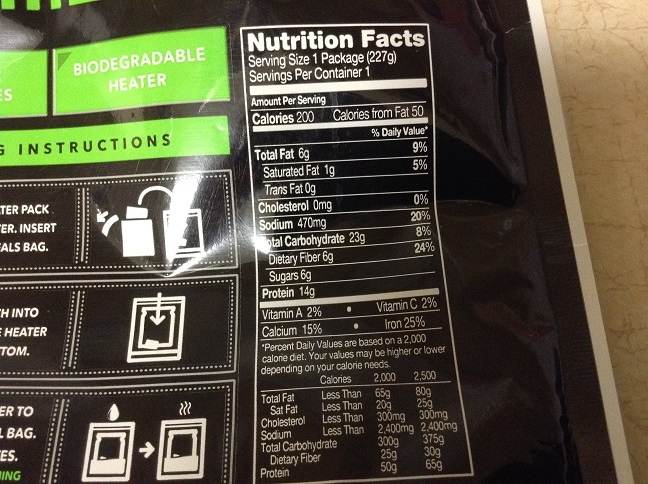 ES
BIODEGRADABLE
HEATER
G INSTRUCTIONS
TER PACK
ER. INSERT
EALS BAG.
H INTO
E HEATER
TOM.
ER TO
L BAG.
ES.
ING
Nutrition Facts
Serving Size 1 Package (227g)
Servings Per Container 1
Amount Per Serving
Calories 200 Calories from Fat 50
% Daily Value*
Total Fat 6g 9%
Saturated Fat 1g 5%
Trans Fat 0g
Cholesterol 0mg 0%
Sodium 470mg 20%
Total Carbohydrate 23g 8%
Dietary Fiber 6g 24%
Sugars 6g
Protein 14g
Vitamin A 2% • Vitamin C 2%
Calcium 15% • Iron 25%
*Percent Daily Values are based on a 2,000
calorie diet. Your values may be higher or lower
depending on your calorie needs.
Calories 2,000 2,500
Total Fat Less Than 65g 80g
Sat Fat Less Than 20g 25g
Cholesterol Less Than 300mg 300mg
Sodium Less Than 2,400mg 2,400mg
Total Carbohydrate 300g 375g
Dietary Fiber 25g 30g
Protein 50g 65g